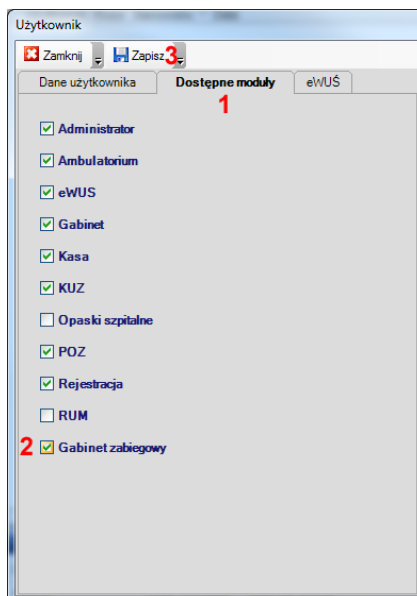 Użytkownik
Zamknij Zapisz 3
Dane użytkownika Dostępne moduły eWUŚ
1
Administrator
Ambulatorium
eWUS
Gabinet
Kasa
KUZ
Opaski szpitalne
POZ
Rejestracja
RUM
2 Gabinet zabiegowy